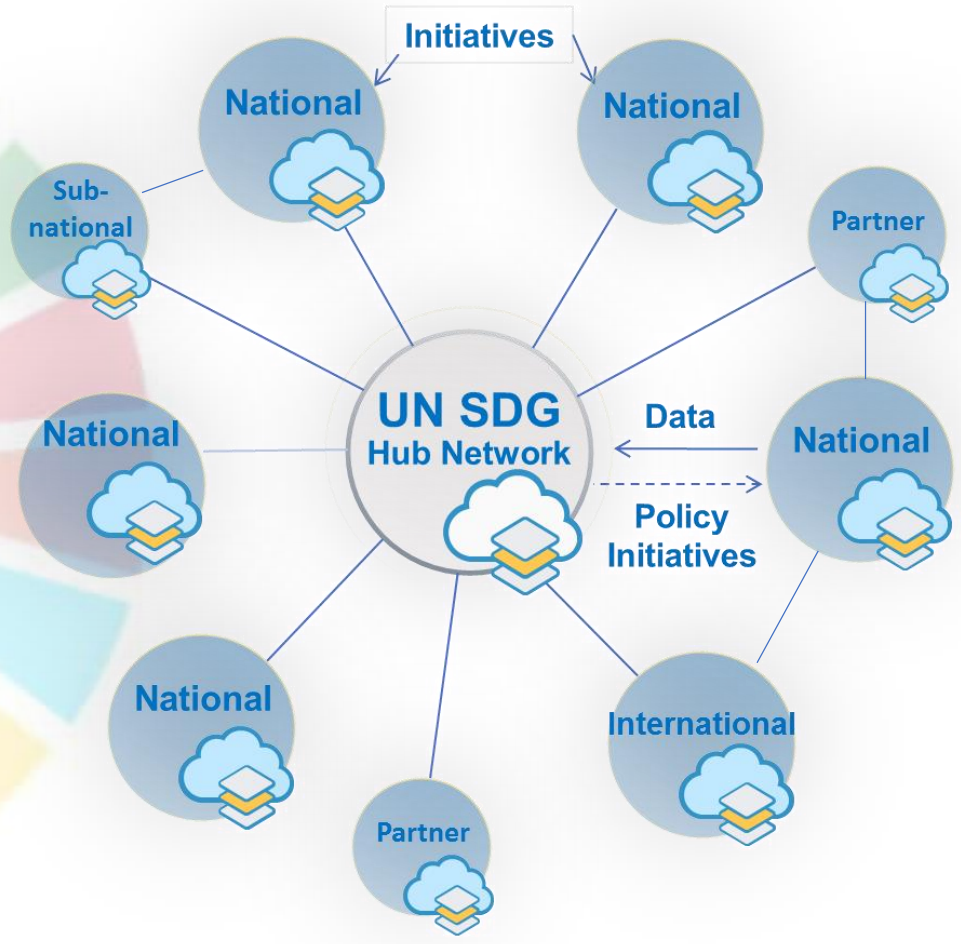 Initiatives
National
National
Sub-
national
Partner
UN SDG
Hub Network
Data
National
National
Policy
Initiatives
National
International
Partner